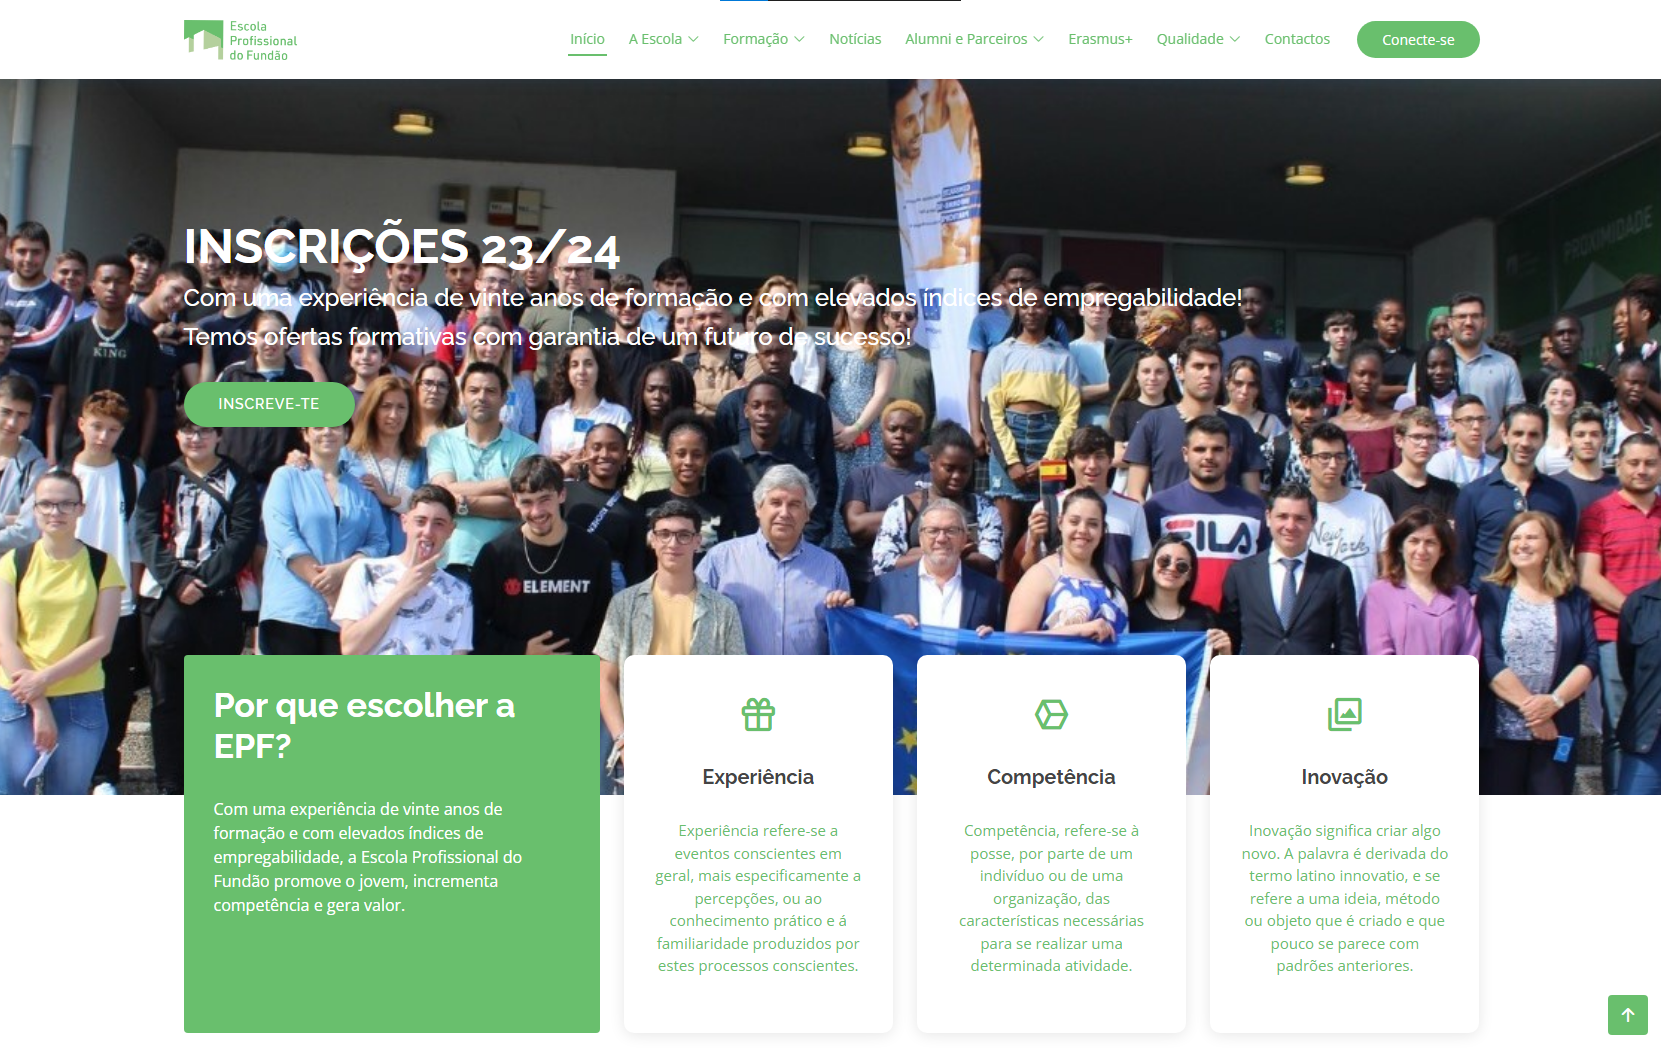 Escola
Profissional
do Fundão
Início
A Escola
Formação
Notícias
Alumni e Parceiros
Erasmus+
Qualidade
Contactos
Conecte-se
PROXIMIDADE
INSCRIÇÕES 23/24
Com uma experiência de vinte anos de formação e com elevados índices de empregabilidade!
Temos ofertas formativas com garantia de um futuro de sucesso!
KING
INSCREVE-TE
FILA
New York
ELEMENT
Por que escolher a
EPF?
Com uma experiência de vinte anos de
formação e com elevados índices de
empregabilidade, a Escola Profissional do
Fundão promove o jovem, incrementa
competência e gera valor.
Experiência
Experiência refere-se a
eventos conscientes em
geral, mais especificamente a
percepções, ou ao
conhecimento prático e á
familiaridade produzidos por
estes processos conscientes.
Competência
Competência, refere-se à
posse, por parte de um
indivíduo ou de uma
organização, das
características necessárias
para se realizar uma
determinada atividade.
Inovação
Inovação significa criar algo
novo. A palavra é derivada do
termo latino innovatio, e se
refere a uma ideia, método
ou objeto que é criado e que
pouco se parece com
padrões anteriores.